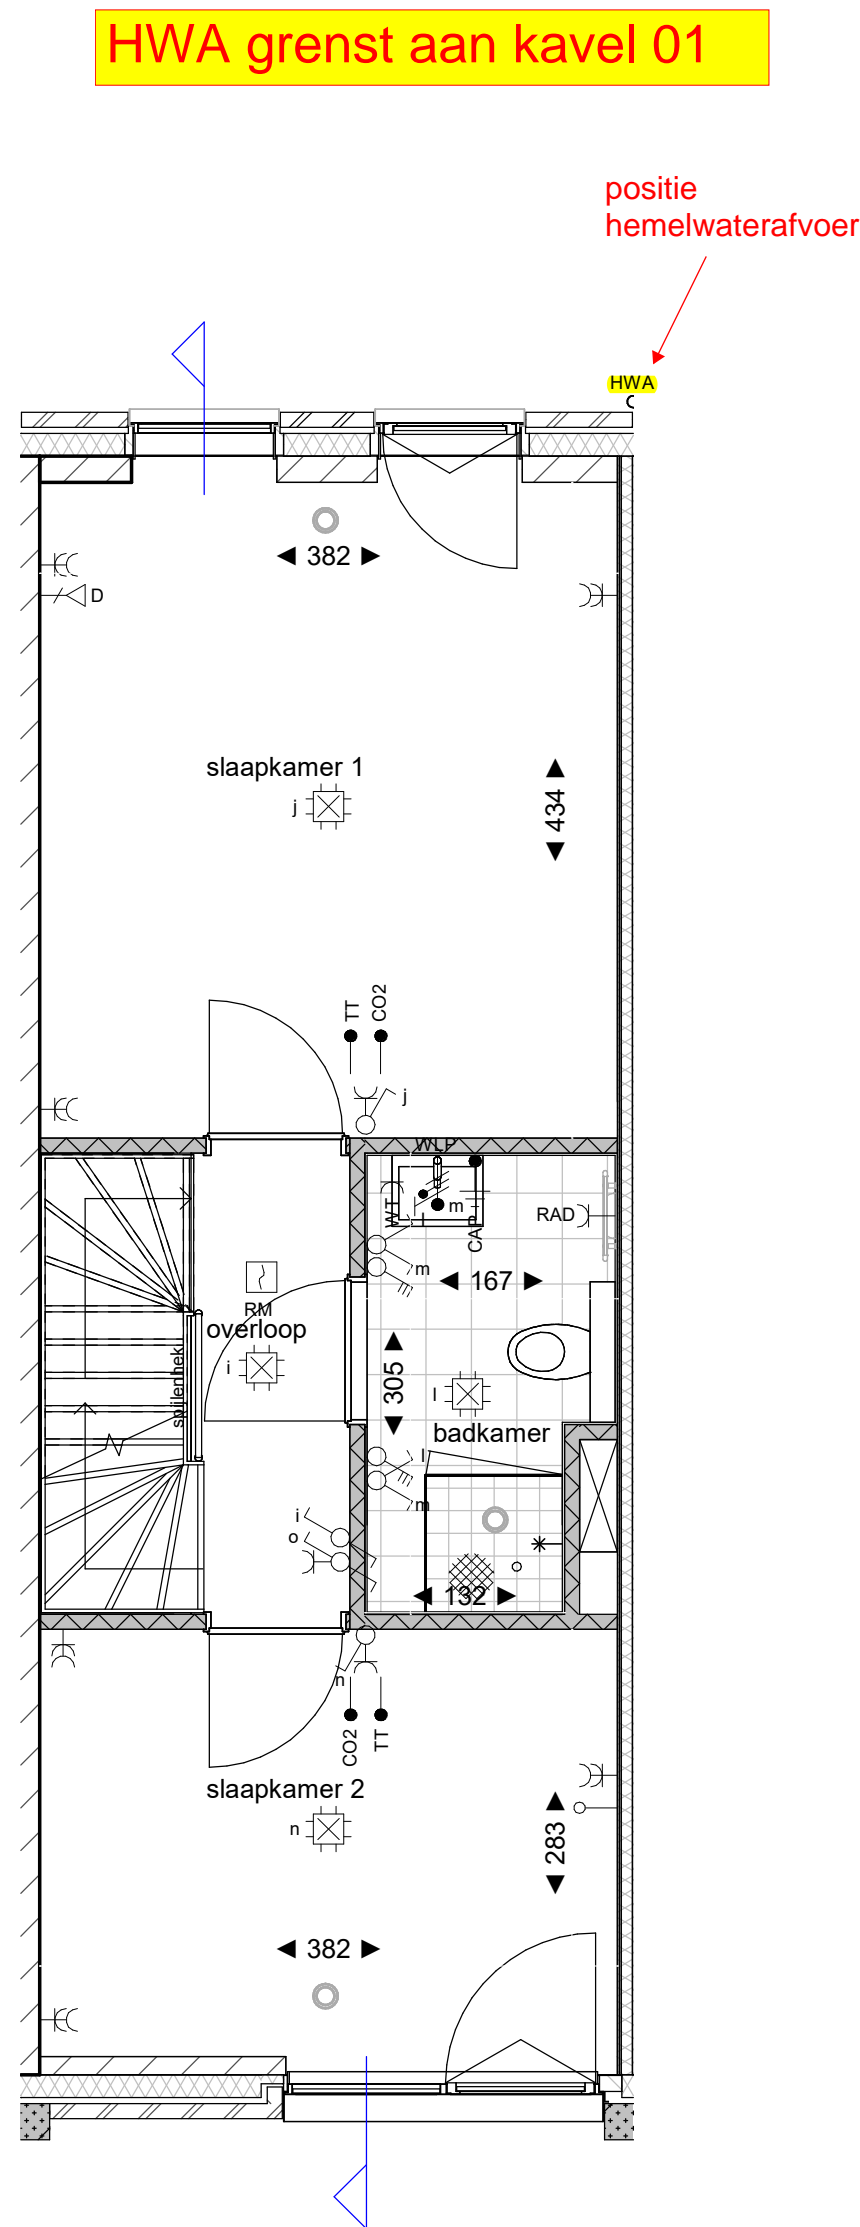 HWA grenst aan kavel 01
positie
hemelwaterafvoer
HWA
382
D
slaapkamer 1
j
434
TT
CO2
j
WLP
WT
m
CAP
RAD
l
m
167
RM
overloop
i
spijlenhek
305
l
badkamer
l
m
i
o
132
n
CO2
TT
slaapkamer 2
n
283
382